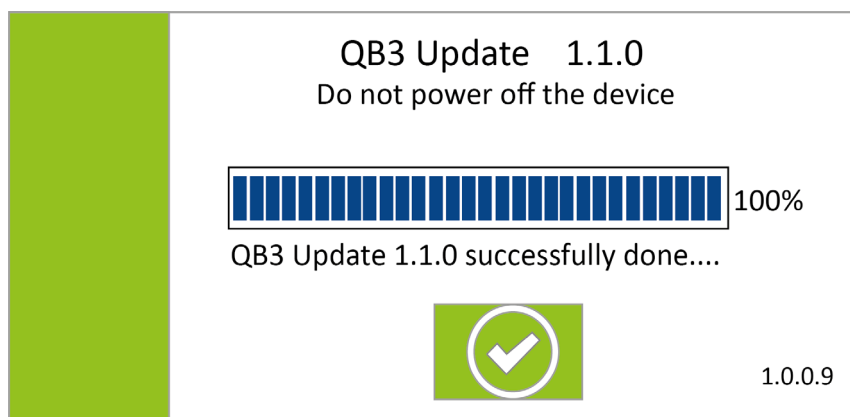 QB3 Update 1.1.0
Do not power off the device
100%
QB3 Update 1.1.0 successfully done....
1.0.0.9